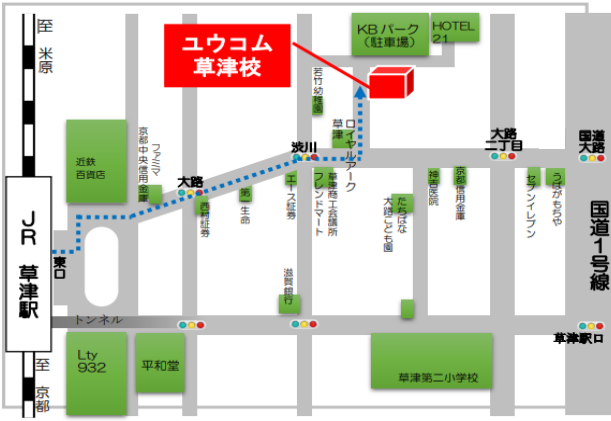 至 米原
ユウコム
草津校
KBパーク
(駐車場)
HOTEL
21
若竹幼稚園
草津
ロイヤルアーク
渋川
大路
二丁目
国道
大路
近鉄
百貨店
京都中央信用金庫
ファミマ
大路
西村証券
第一生命
エース証券
フレンドマート
草津商工会議所
たちばな
大路こども園
神杏医院
京都信用金庫
セブンイレブン
うばがもちや
国道1号線
JR 草津駅
東口
滋賀銀行
トンネル
草津駅口
Lty
932
平和堂
草津第二小学校
至 京都